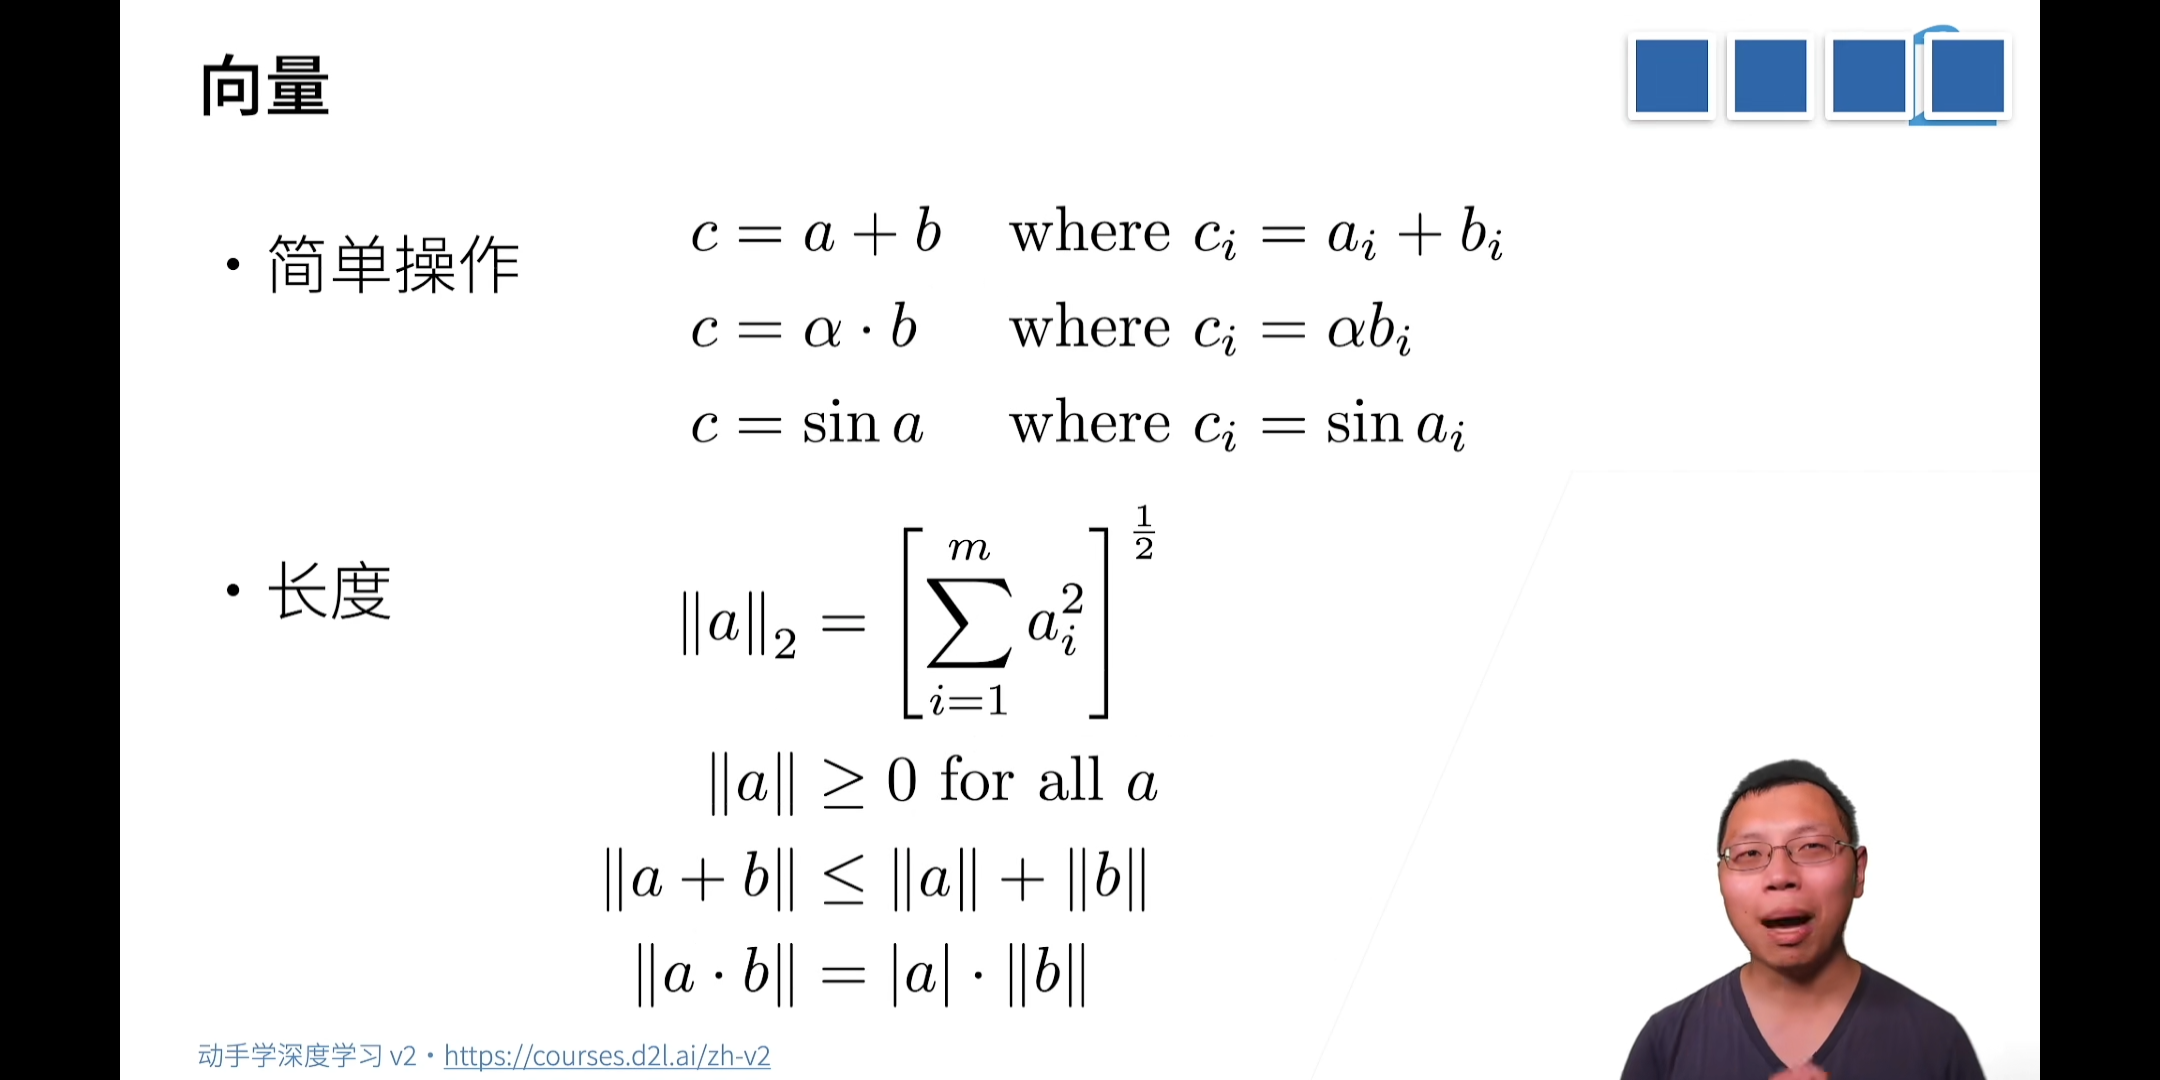 向量
• 简单操作
c = a + b where c_i = a_i + b_i
c = α · b where c_i = αb_i
c = sin a where c_i = sin a_i
• 长度
‖a‖₂ = [∑_{i=1}^{m} a_i^2]^{1/2}
‖a‖ ≥ 0 for all a
‖a + b‖ ≤ ‖a‖ + ‖b‖
‖a · b‖ = |a| · ‖b‖
动手学深度学习 v2 • https://courses.d2l.ai/zh-v2